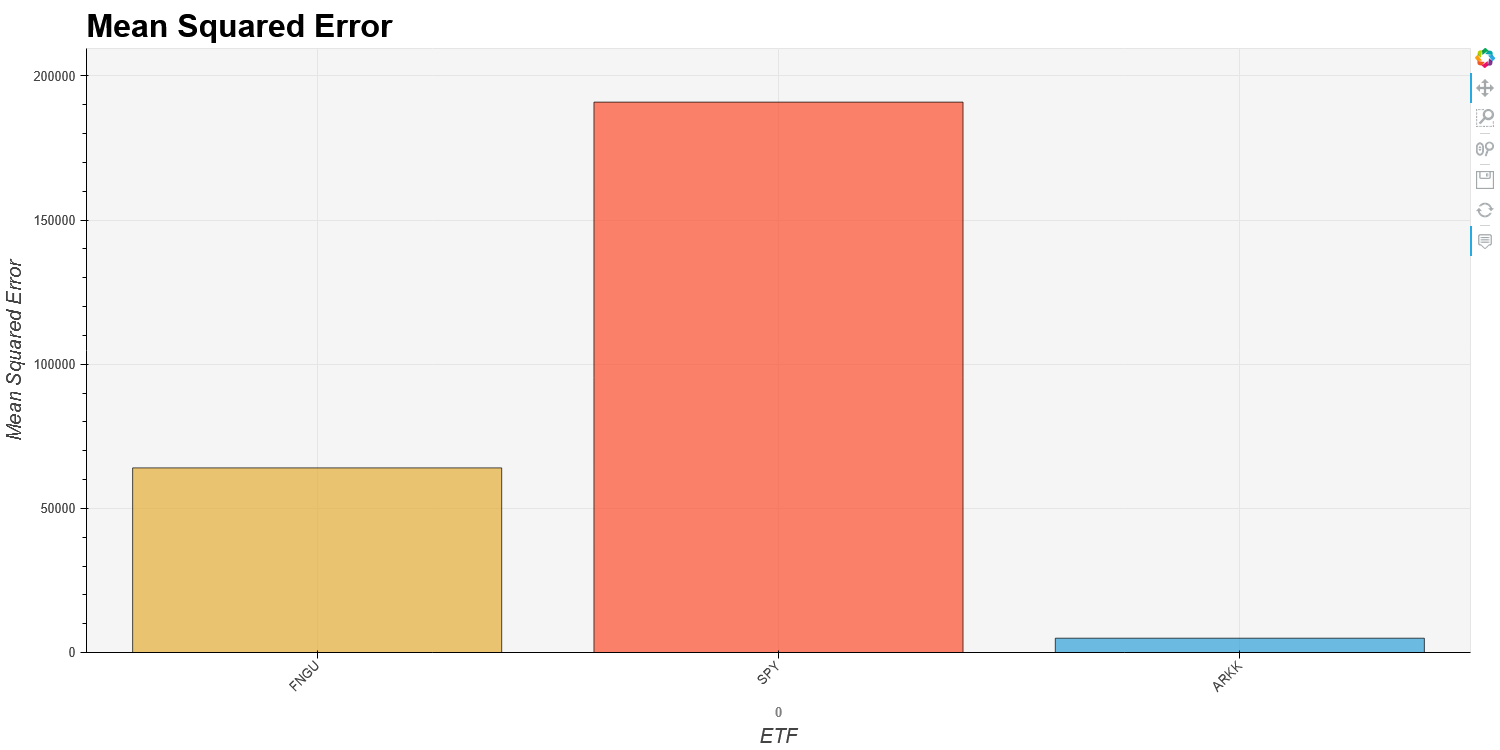 Mean Squared Error
Mean Squared Error
200000
150000
100000
50000
0
FNGU
SPY
ARKK
0
ETF